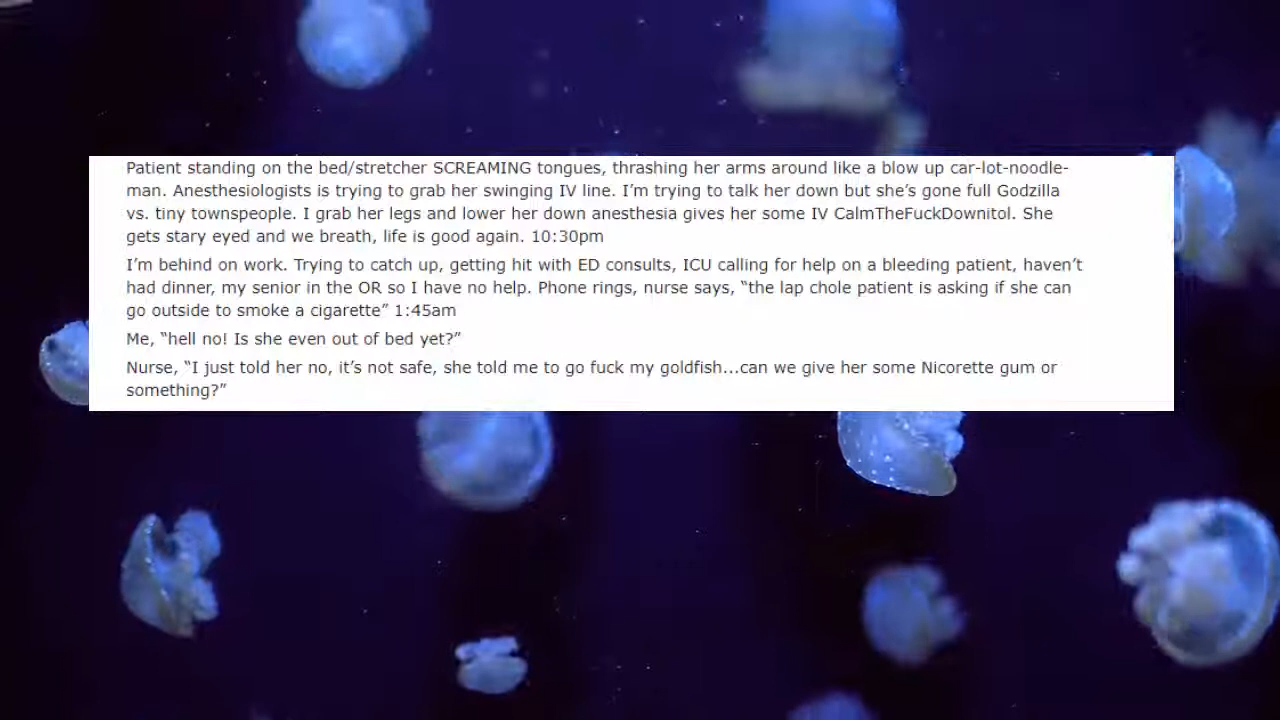 Patient standing on the bed/stretcher SCREAMING tongues, thrashing her arms around like a blow up car-lot-noodle-
man. Anesthesiologists is trying to grab her swinging IV line. I’m trying to talk her down but she’s gone full Godzilla
vs. tiny townspeople. I grab her legs and lower her down anesthesia gives her some IV CalmTheFuckDownitol. She
gets stary eyed and we breath, life is good again. 10:30pm
I’m behind on work. Trying to catch up, getting hit with ED consults, ICU calling for help on a bleeding patient, haven’t
had dinner, my senior in the OR so I have no help. Phone rings, nurse says, “the lap chole patient is asking if she can
go outside to smoke a cigarette” 1:45am
Me, “hell no! Is she even out of bed yet?”
Nurse, “I just told her no, it’s not safe, she told me to go fuck my goldfish...can we give her some Nicorette gum or
something?”